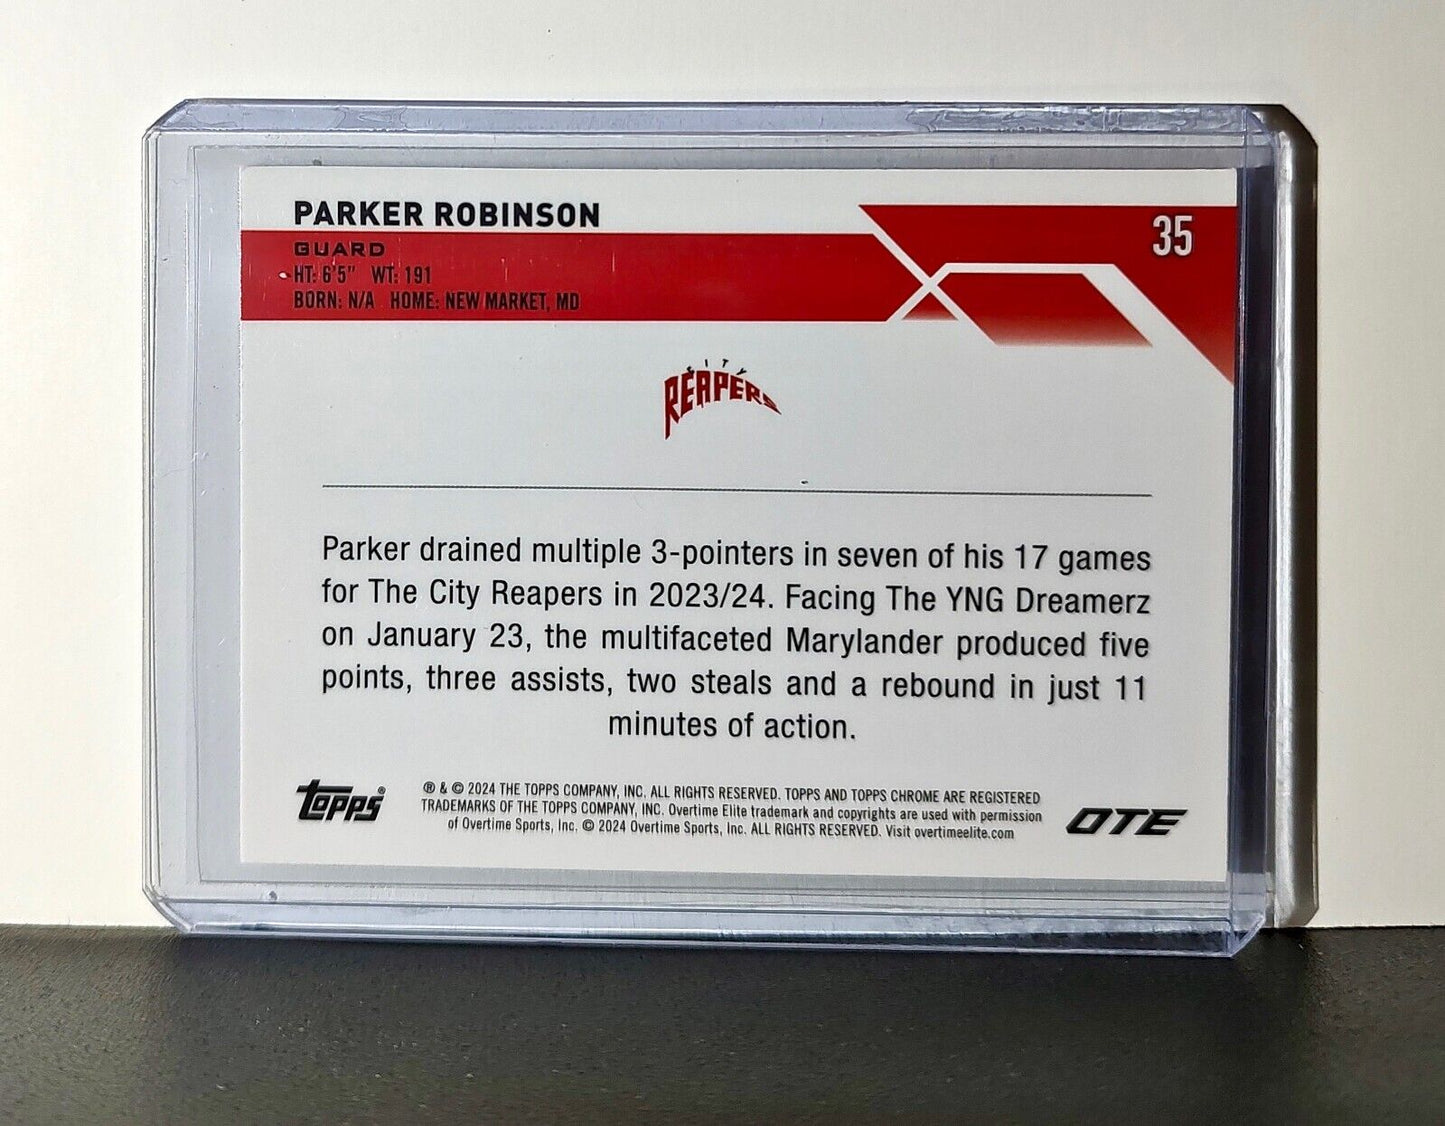 PARKER ROBINSON
35
GUARD
HT: 6'5" WT: 191
BORN: N/A HOME: NEW MARKET, MD
CITY
REAPERS
Parker drained multiple 3-pointers in seven of his 17 games
for The City Reapers in 2023/24. Facing The YNG Dreamerz
on January 23, the multifaceted Marylander produced five
points, three assists, two steals and a rebound in just 11
minutes of action.
topps®
® & © 2024 THE TOPPS COMPANY, INC. ALL RIGHTS RESERVED. TOPPS AND TOPPS CHROME ARE REGISTERED
TRADEMARKS OF THE TOPPS COMPANY, INC. Overtime Elite trademark and copyrights are used with permission
of Overtime Sports, Inc. © 2024 Overtime Sports, Inc. ALL RIGHTS RESERVED. Visit overtimeelite.com
OTE